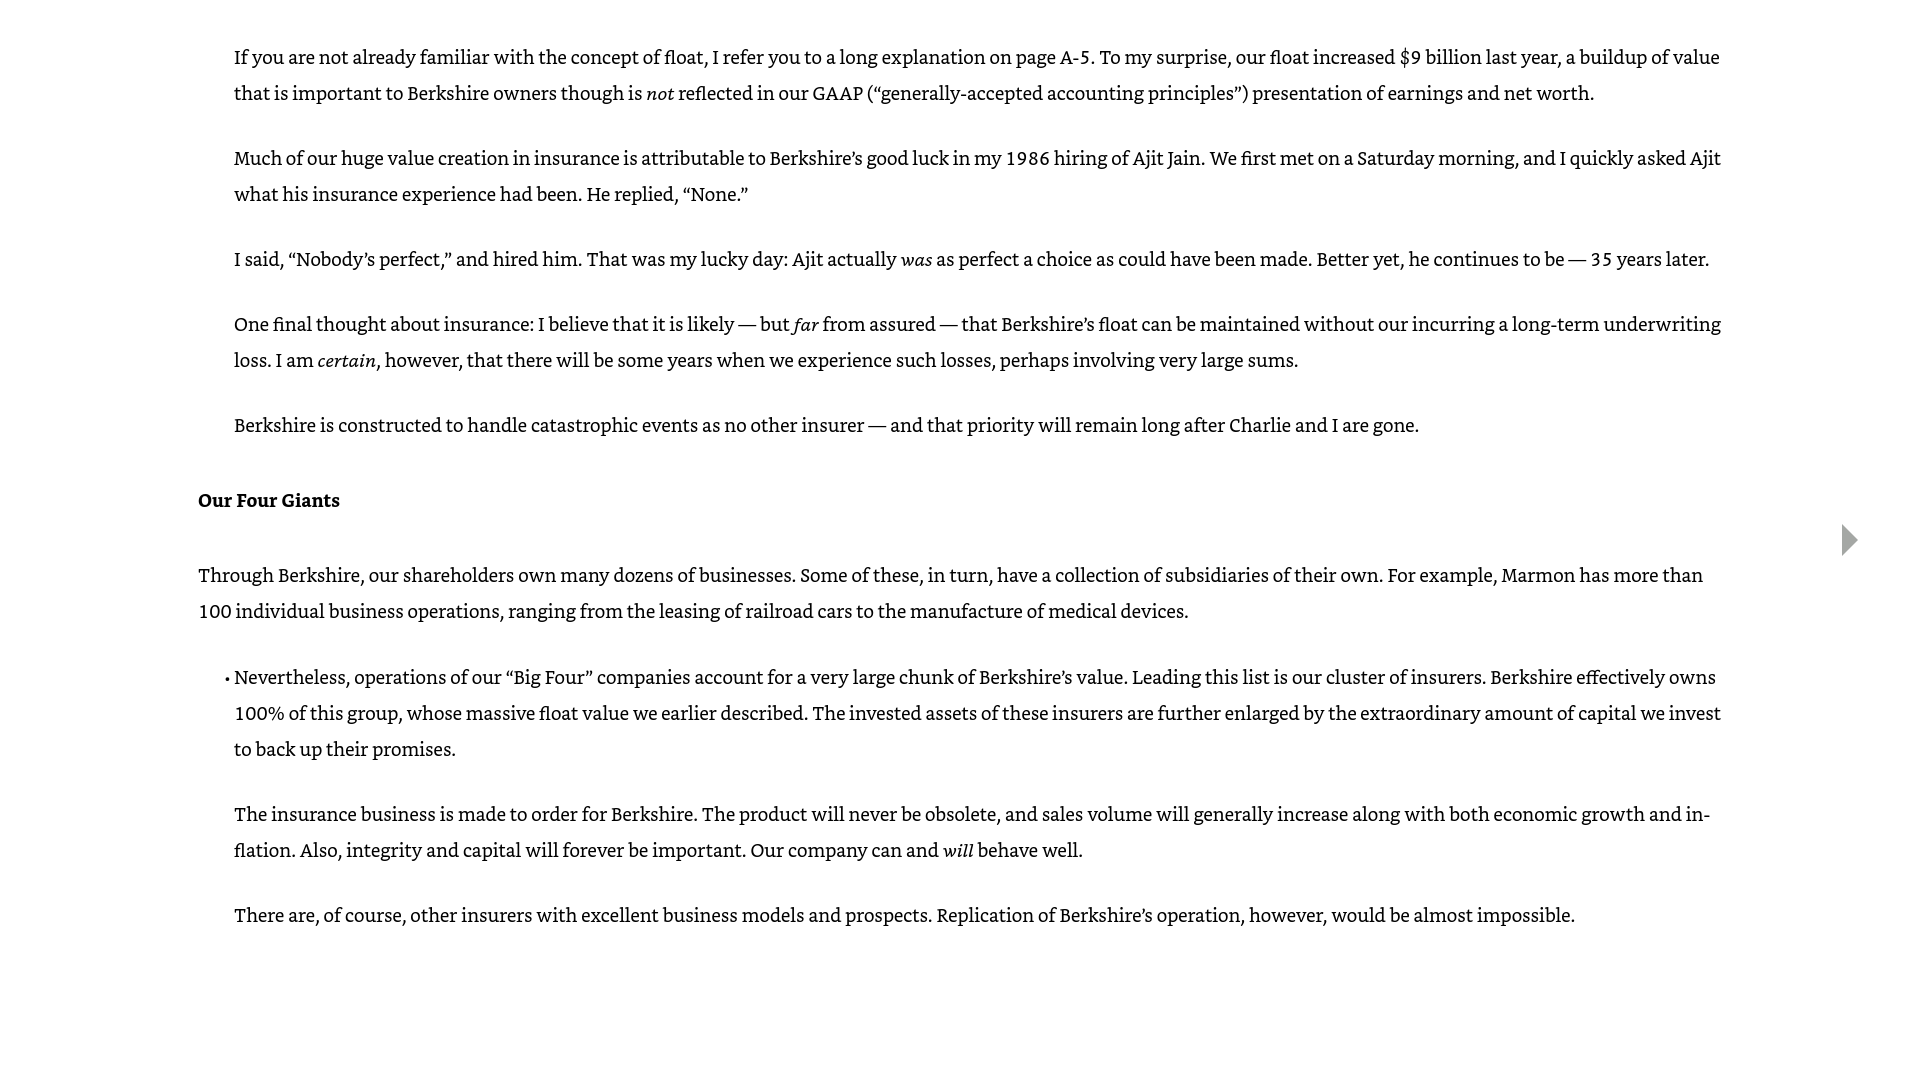 If you are not already familiar with the concept of float, I refer you to a long explanation on page A-5. To my surprise, our float increased $9 billion last year, a buildup of value
that is important to Berkshire owners though is not reflected in our GAAP (“generally-accepted accounting principles”) presentation of earnings and net worth.
Much of our huge value creation in insurance is attributable to Berkshire’s good luck in my 1986 hiring of Ajit Jain. We first met on a Saturday morning, and I quickly asked Ajit
what his insurance experience had been. He replied, “None.”
I said, “Nobody’s perfect,” and hired him. That was my lucky day: Ajit actually was as perfect a choice as could have been made. Better yet, he continues to be — 35 years later.
One final thought about insurance: I believe that it is likely — but far from assured — that Berkshire’s float can be maintained without our incurring a long-term underwriting
loss. I am certain, however, that there will be some years when we experience such losses, perhaps involving very large sums.
Berkshire is constructed to handle catastrophic events as no other insurer — and that priority will remain long after Charlie and I are gone.
Our Four Giants
Through Berkshire, our shareholders own many dozens of businesses. Some of these, in turn, have a collection of subsidiaries of their own. For example, Marmon has more than
100 individual business operations, ranging from the leasing of railroad cars to the manufacture of medical devices.
• Nevertheless, operations of our “Big Four” companies account for a very large chunk of Berkshire’s value. Leading this list is our cluster of insurers. Berkshire effectively owns
100% of this group, whose massive float value we earlier described. The invested assets of these insurers are further enlarged by the extraordinary amount of capital we invest
to back up their promises.
The insurance business is made to order for Berkshire. The product will never be obsolete, and sales volume will generally increase along with both economic growth and in-
flation. Also, integrity and capital will forever be important. Our company can and will behave well.
There are, of course, other insurers with excellent business models and prospects. Replication of Berkshire’s operation, however, would be almost impossible.